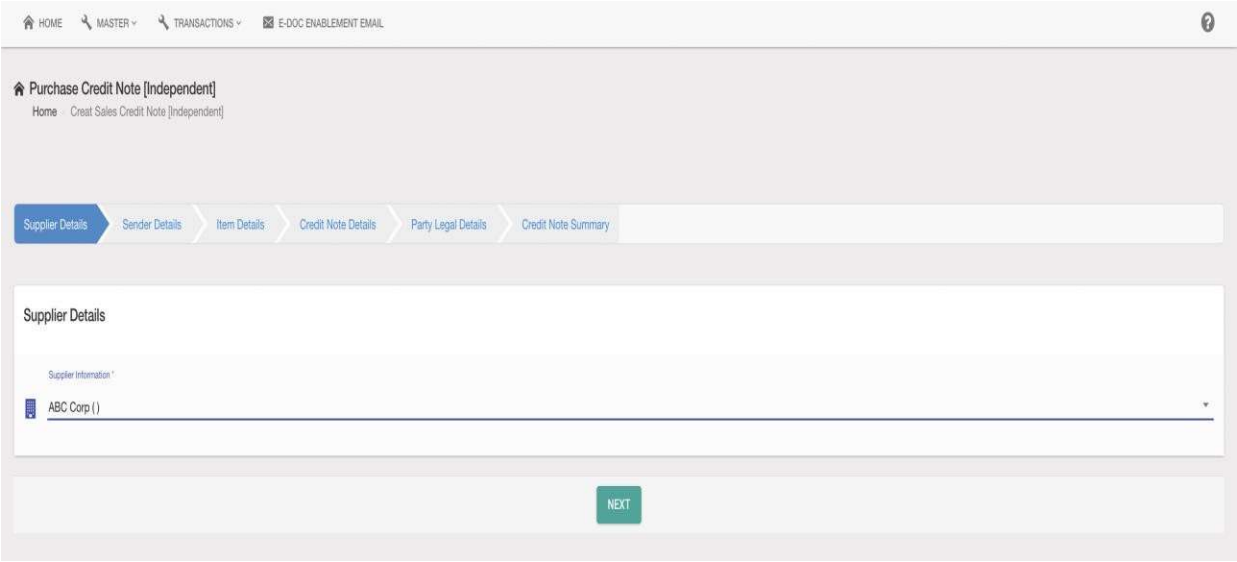 HOME MASTER TRANSACTIONS E-DOC ENABLEMENT EMAIL ?
Purchase Credit Note [Independent]
Home Creat Sales Credit Note [Independent]
Supplier Details Sender Details Item Details Credit Note Details Party Legal Details Credit Note Summary
Supplier Details
Supplier Information *
ABC Corp ( )
NEXT